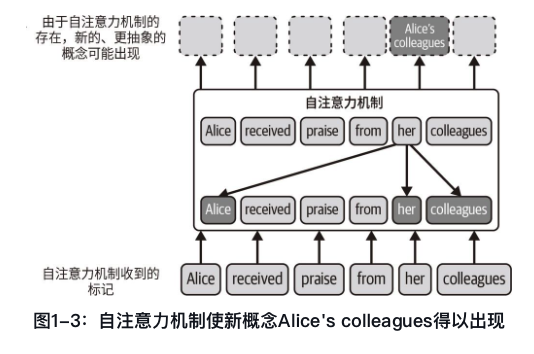 由于自注意力机制的
存在，新的、更抽象的
概念可能出现
Alice's
colleagues
自注意力机制
Alice received praise from her colleagues
Alice received praise from her colleagues
自注意力机制收到的
标记
Alice received praise from her colleagues
图1-3：自注意力机制使新概念Alice's colleagues得以出现